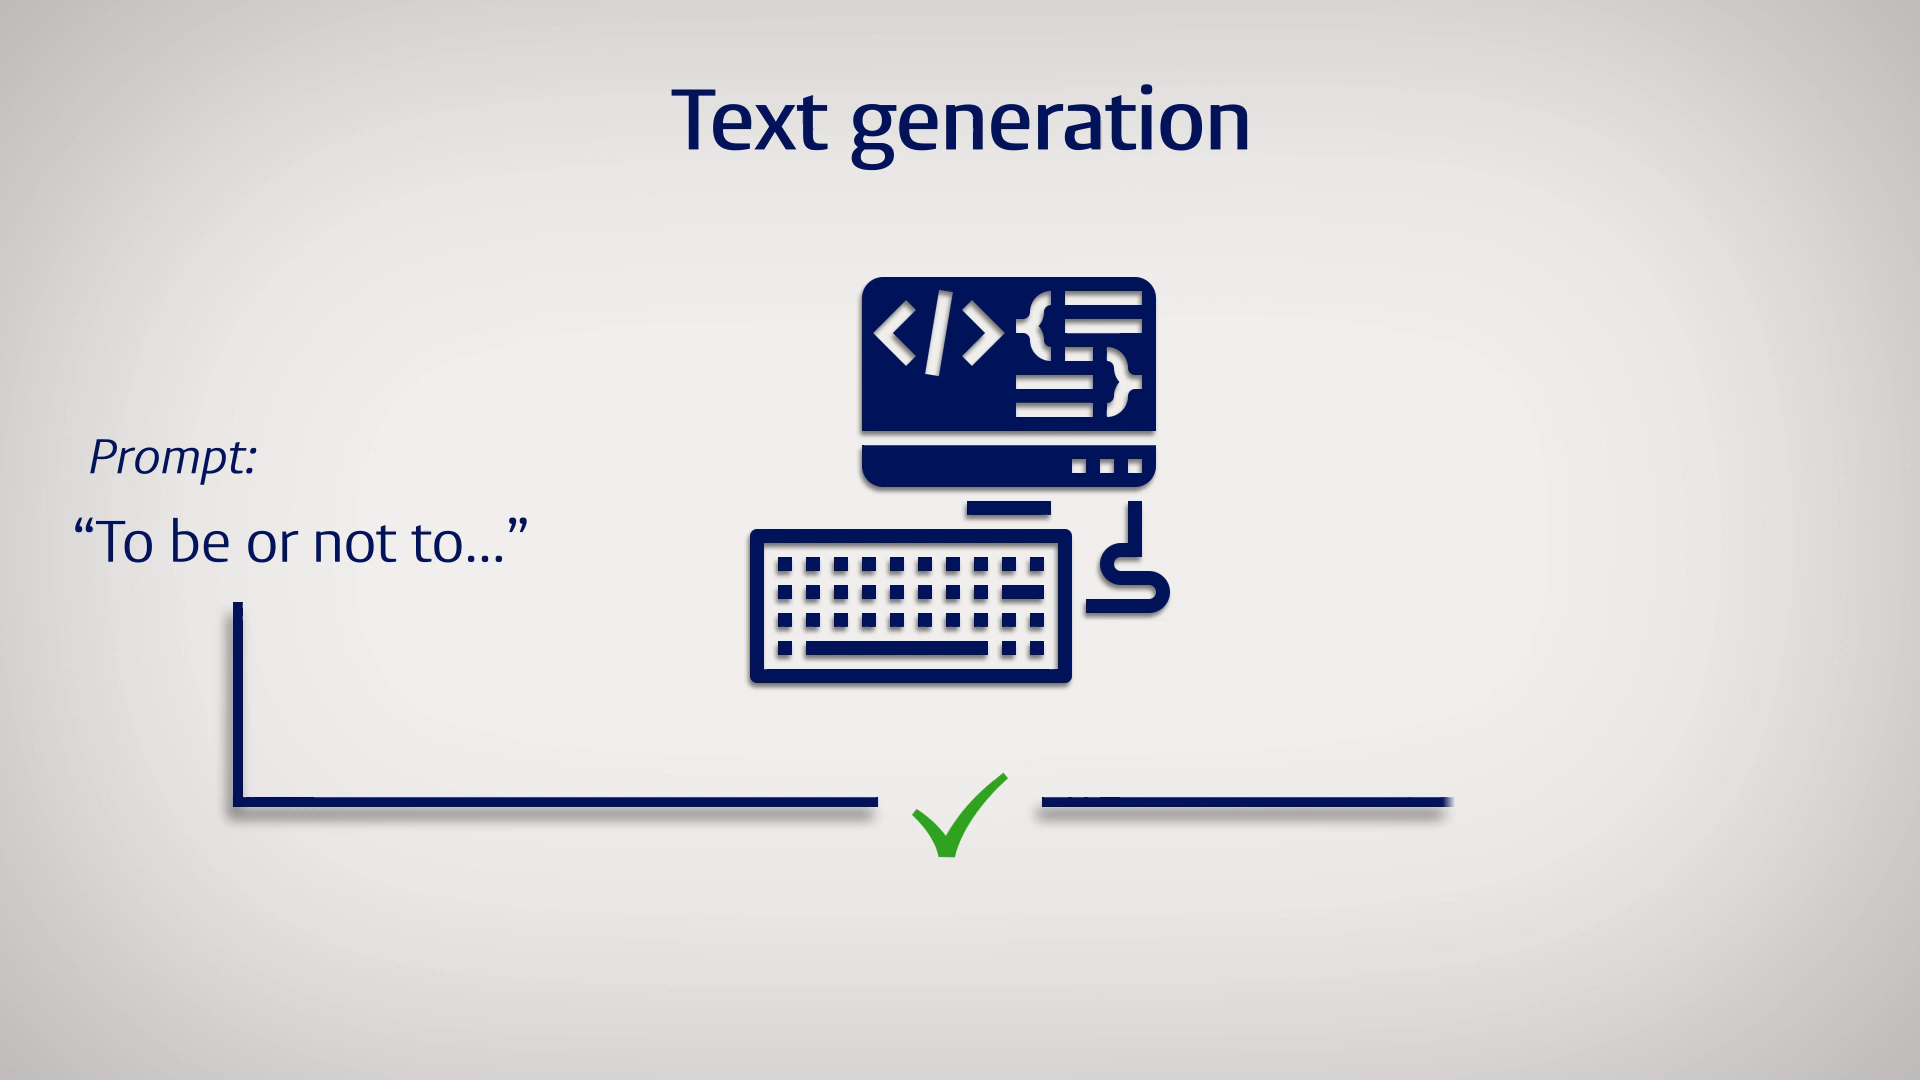 Text generation
Prompt:
“To be or not to...”